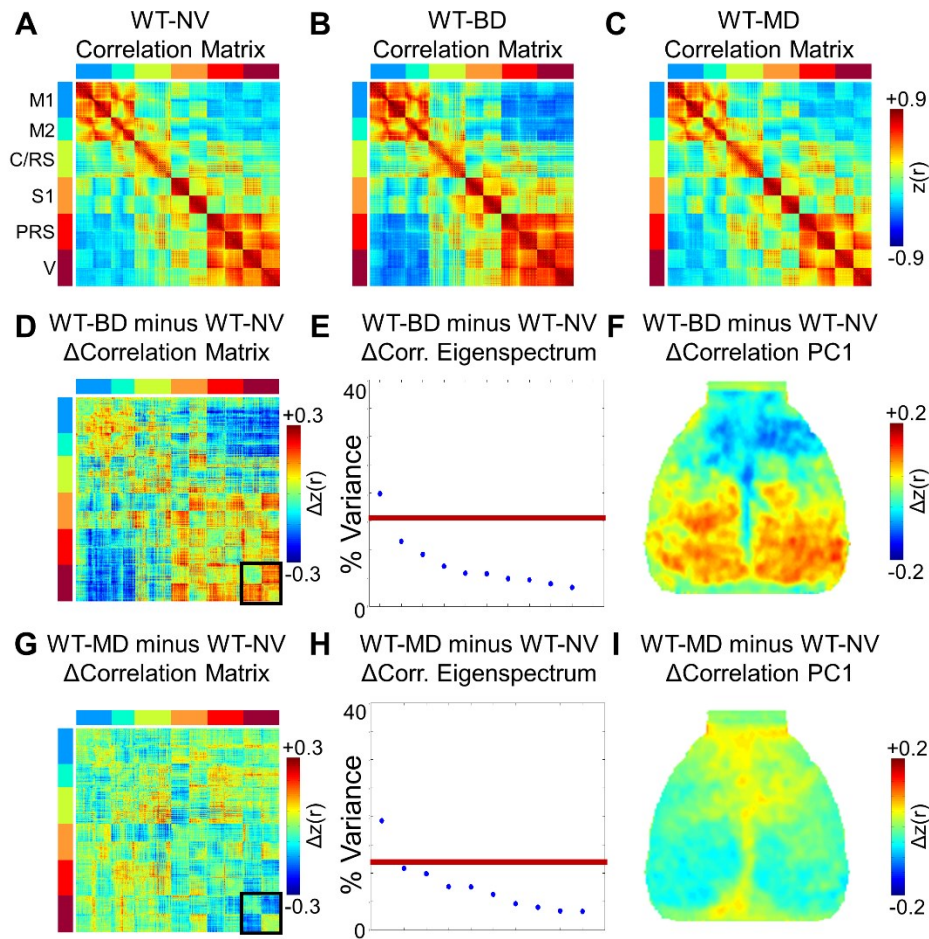 A WT-NV
Correlation Matrix
B WT-BD
Correlation Matrix
C WT-MD
Correlation Matrix
M1
M2
C/RS
S1
PRS
V
+0.9
z(r)
-0.9
D WT-BD minus WT-NV
ΔCorrelation Matrix
+0.3
Δz(r)
-0.3
E WT-BD minus WT-NV
ΔCorr. Eigenspectrum
40
% Variance
0
F WT-BD minus WT-NV
ΔCorrelation PC1
+0.2
Δz(r)
-0.2
G WT-MD minus WT-NV
ΔCorrelation Matrix
+0.3
Δz(r)
-0.3
H WT-MD minus WT-NV
ΔCorr. Eigenspectrum
40
% Variance
0
I WT-MD minus WT-NV
ΔCorrelation PC1
+0.2
Δz(r)
-0.2